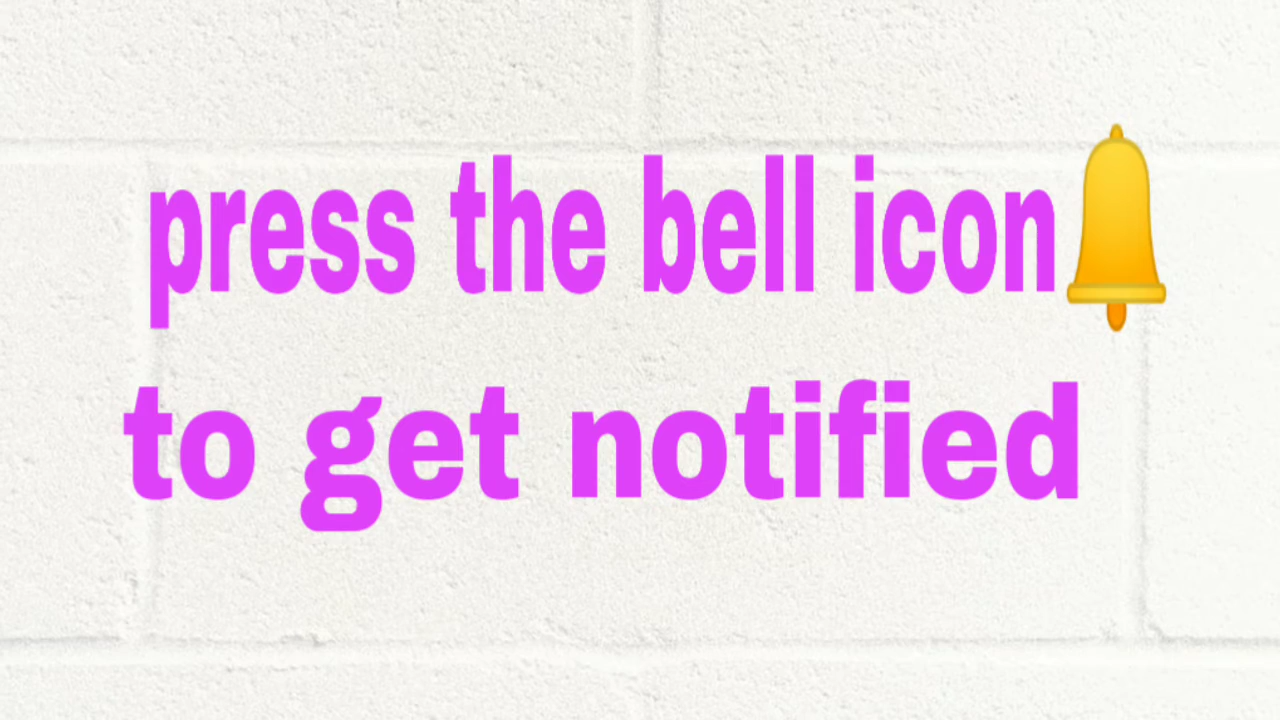 press the bell icon🔔
to get notified